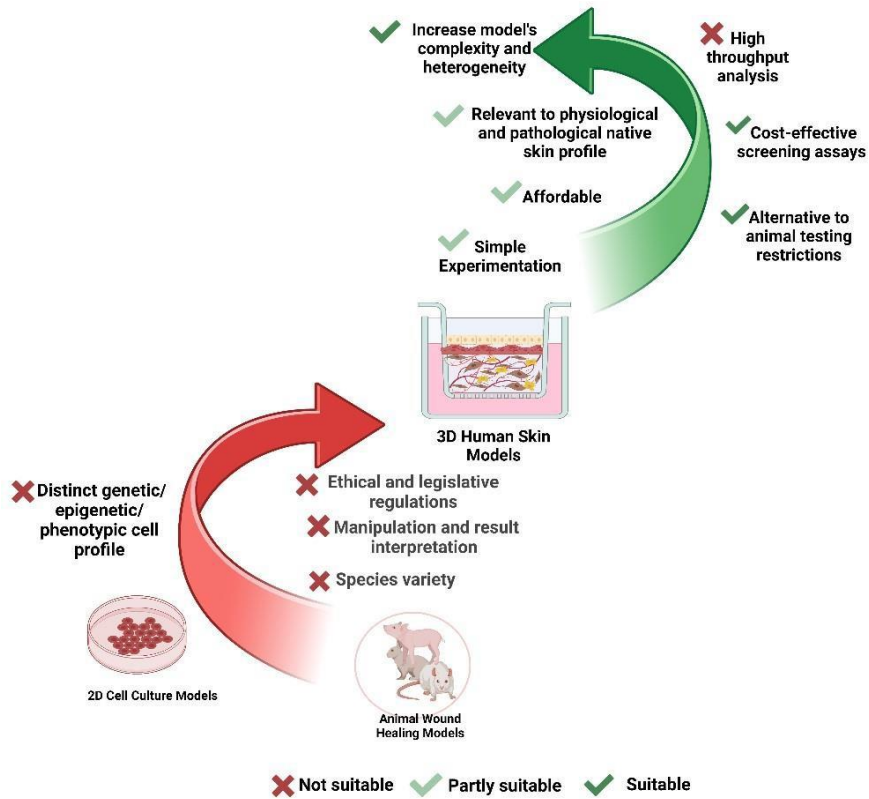 Increase model's
complexity and
heterogeneity
High
throughput
analysis
Relevant to physiological
and pathological native
skin profile
Cost-effective
screening assays
Affordable
Alternative to
animal testing
restrictions
Simple
Experimentation
3D Human Skin
Models
Distinct genetic/
epigenetic/
phenotypic cell
profile
Ethical and legislative
regulations
Manipulation and result
interpretation
Species variety
2D Cell Culture Models
Animal Wound
Healing Models
Not suitable
Partly suitable
Suitable